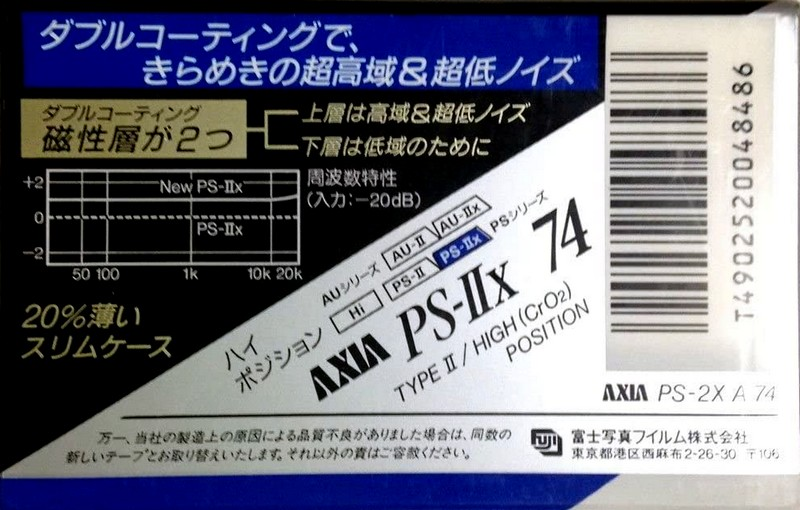 ダブルコーティングで、
きらめきの超高域&超低ノイズ
ダブルコーティング
磁性層が2つ
上層は高域&超低ノイズ
下層は低域のために
周波数特性
(入力:−20dB)
+2
0
−2
New PS-IIx
PS-IIx
50 100 1k 10k 20k
20%薄い
スリムケース
AUシリーズ AU-II AU-IIx
Hi PS-II PS-IIx PSシリーズ
ハイ
ポジション
AXIA PS-IIx 74
TYPE II/HIGH(CrO2)
POSITION
T4902520048486
AXIA PS-2X A 74
万一、当社の製造上の原因による品質不良がありました場合は、同数の
新しいテープとお取り替えいたします。それ以外の責はご容赦ください。
FUJI
富士写真フイルム株式会社
東京都港区西麻布2-26-30 〒106